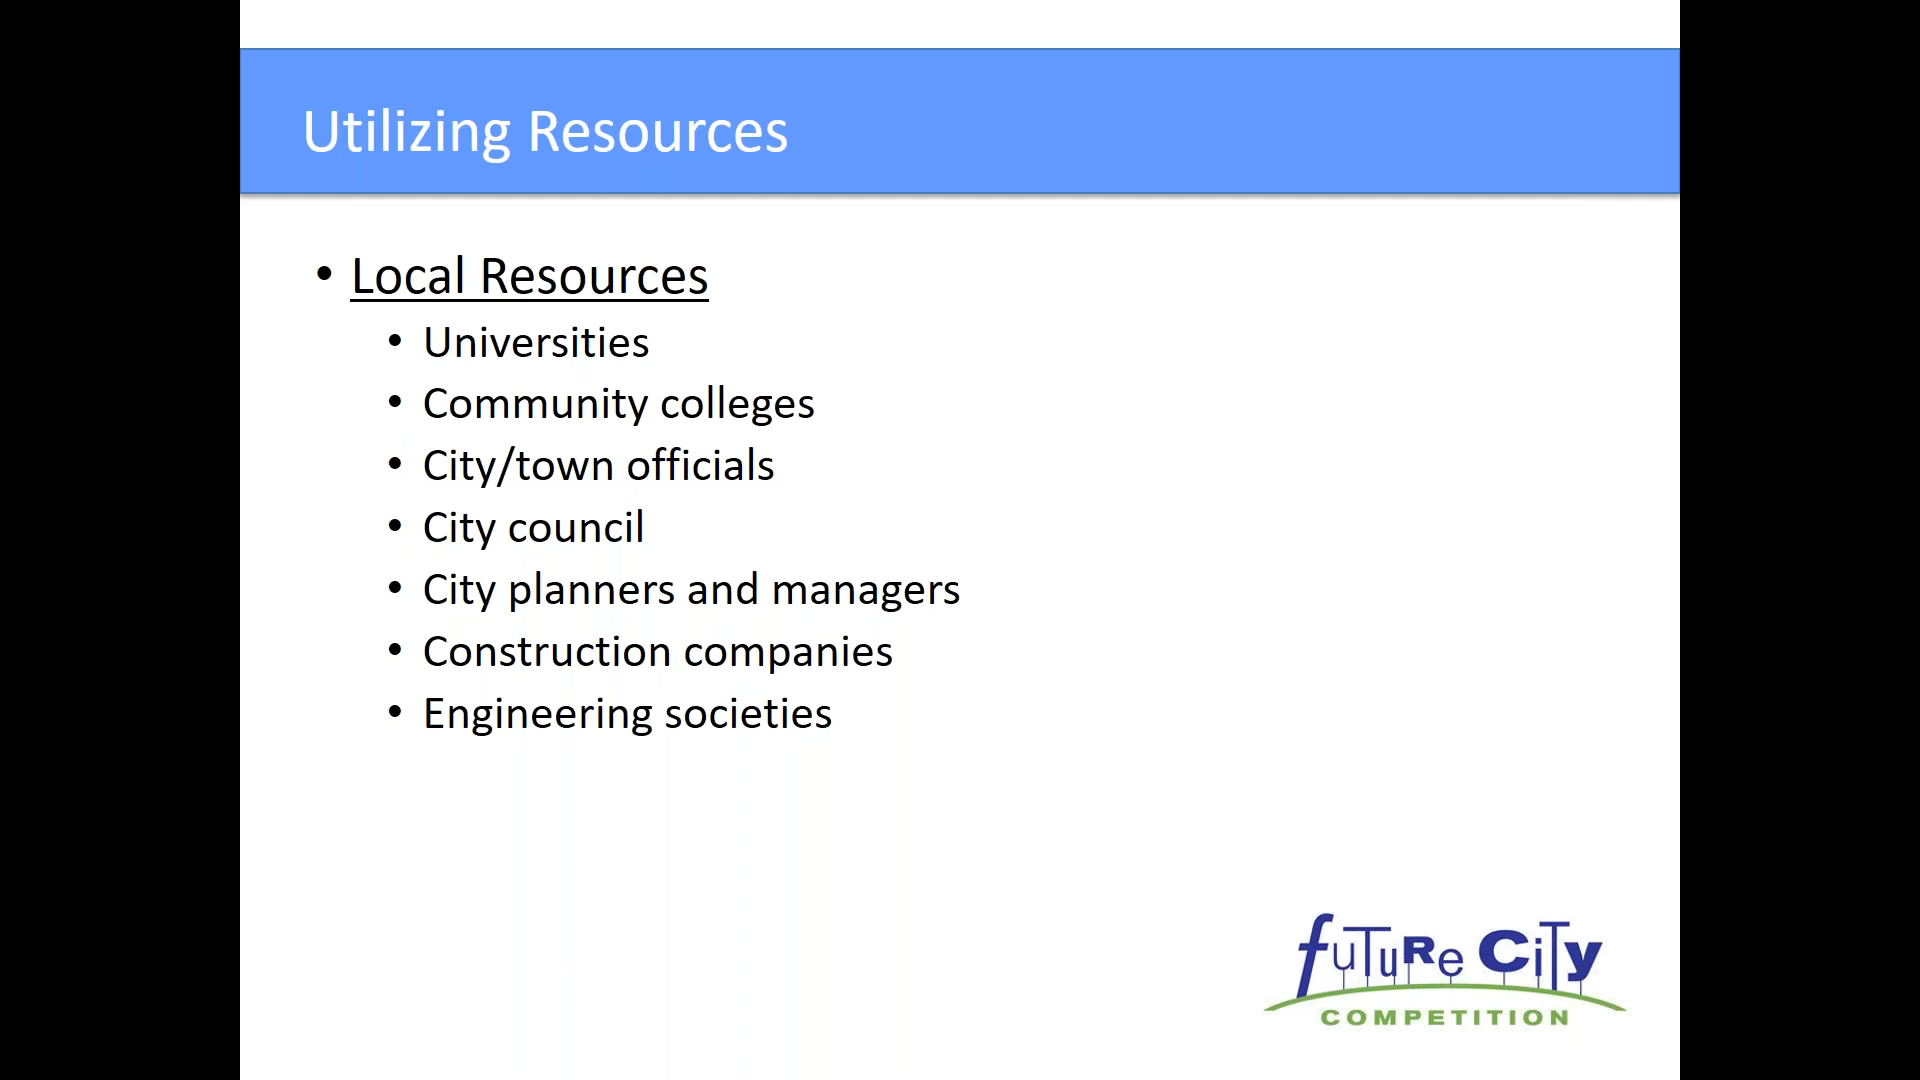 Utilizing Resources
• Local Resources
• Universities
• Community colleges
• City/town officials
• City council
• City planners and managers
• Construction companies
• Engineering societies
fuTuRe CiTy
COMPETITION